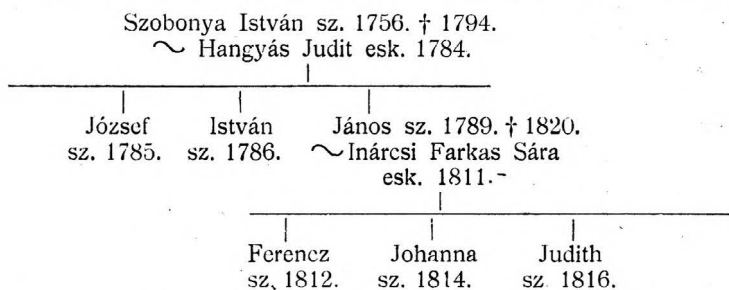 Szobonya István sz. 1756. † 1794.
~ Hangyás Judit esk. 1784.
József István János sz. 1789. † 1820.
sz. 1785. sz. 1786. ~ Inárcsi Farkas Sára
esk. 1811.-
Ferencz Johanna Judith
sz. 1812. sz. 1814. sz. 1816.